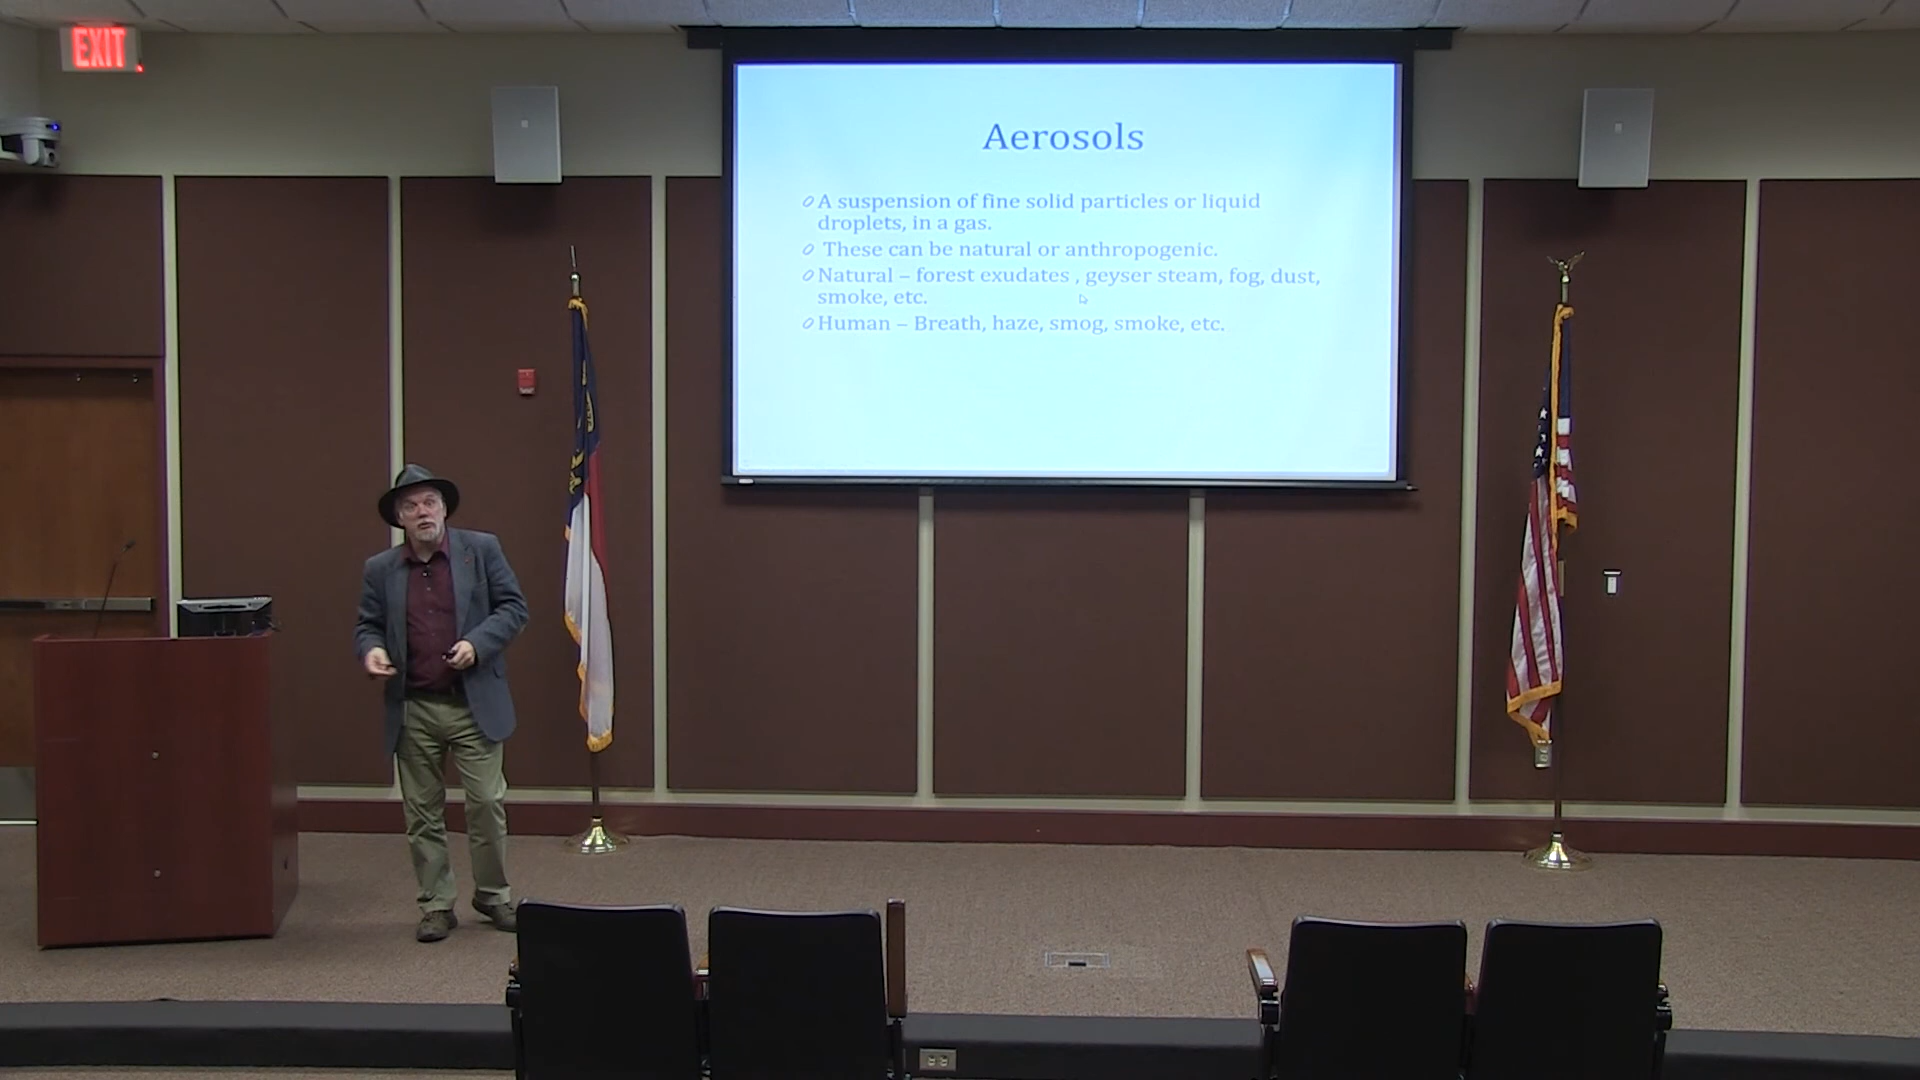 EXIT
Aerosols
A suspension of fine solid particles or liquid
droplets, in a gas.
These can be natural or anthropogenic.
Natural – forest exudates , geyser steam, fog, dust,
smoke, etc.
Human – Breath, haze, smog, smoke, etc.